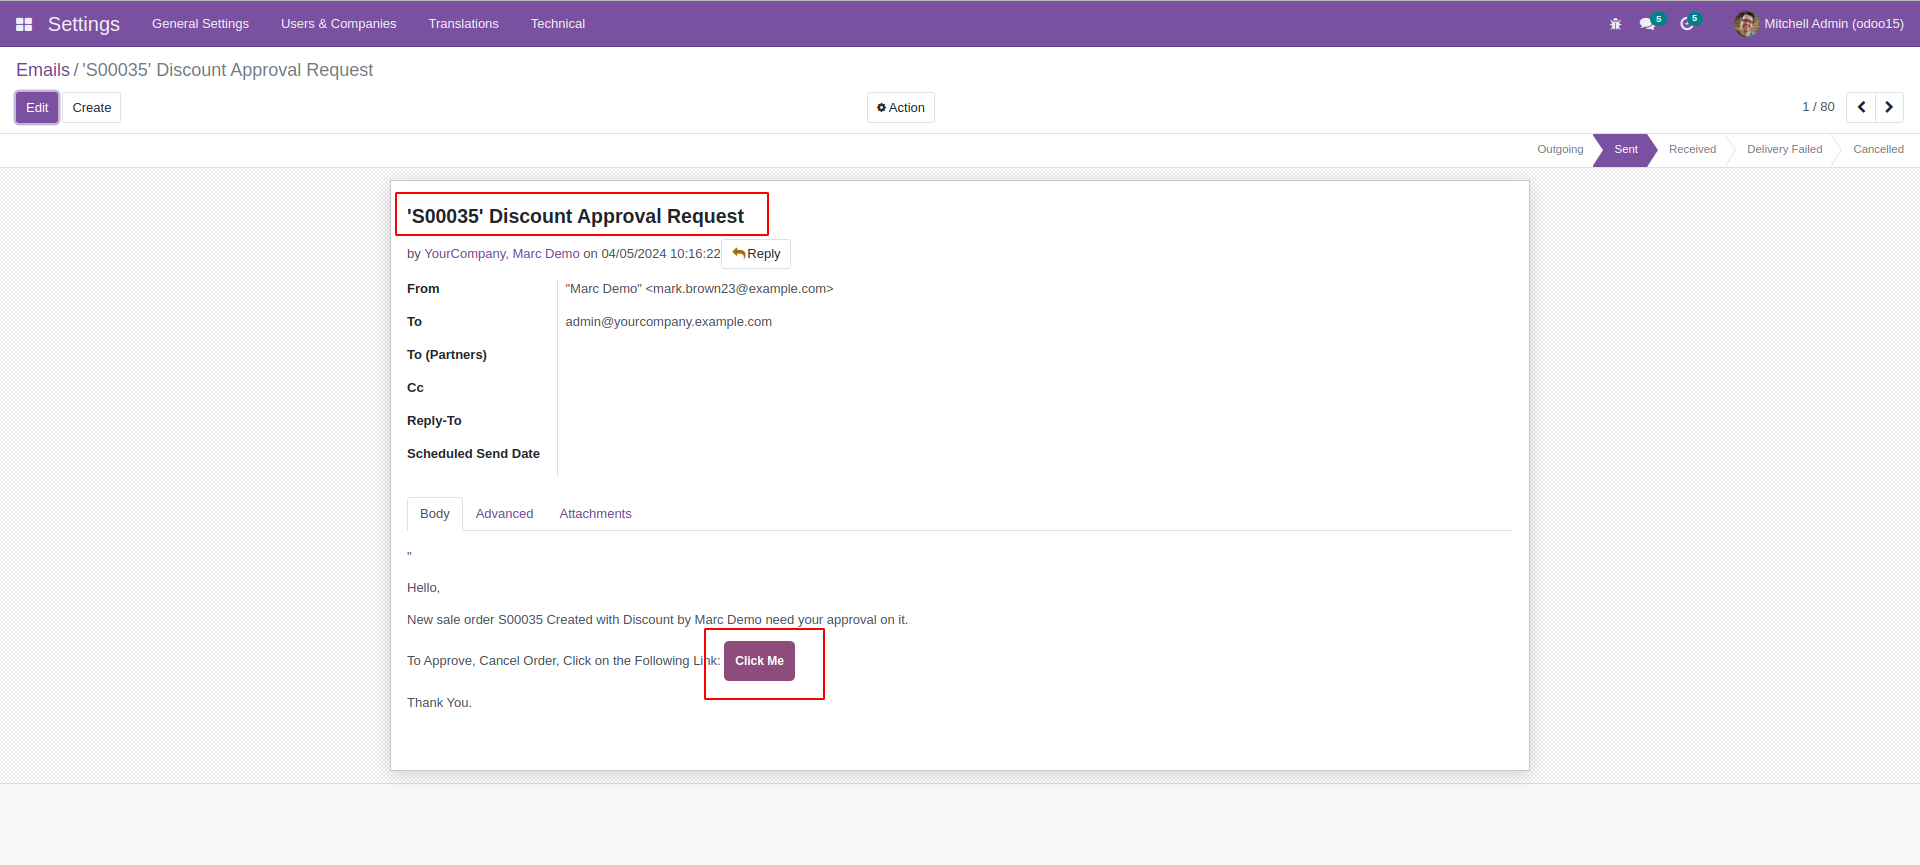 Settings General Settings Users & Companies Translations Technical 5 5 Mitchell Admin (odoo15)
Emails / 'S00035' Discount Approval Request
Edit Create Action 1 / 80
Outgoing Sent Received Delivery Failed Cancelled
'S00035' Discount Approval Request
by YourCompany, Marc Demo on 04/05/2024 10:16:22 Reply
From "Marc Demo" <mark.brown23@example.com>
To admin@yourcompany.example.com
To (Partners)
Cc
Reply-To
Scheduled Send Date
Body Advanced Attachments
"
Hello,
New sale order S00035 Created with Discount by Marc Demo need your approval on it.
To Approve, Cancel Order, Click on the Following Link: Click Me
Thank You.